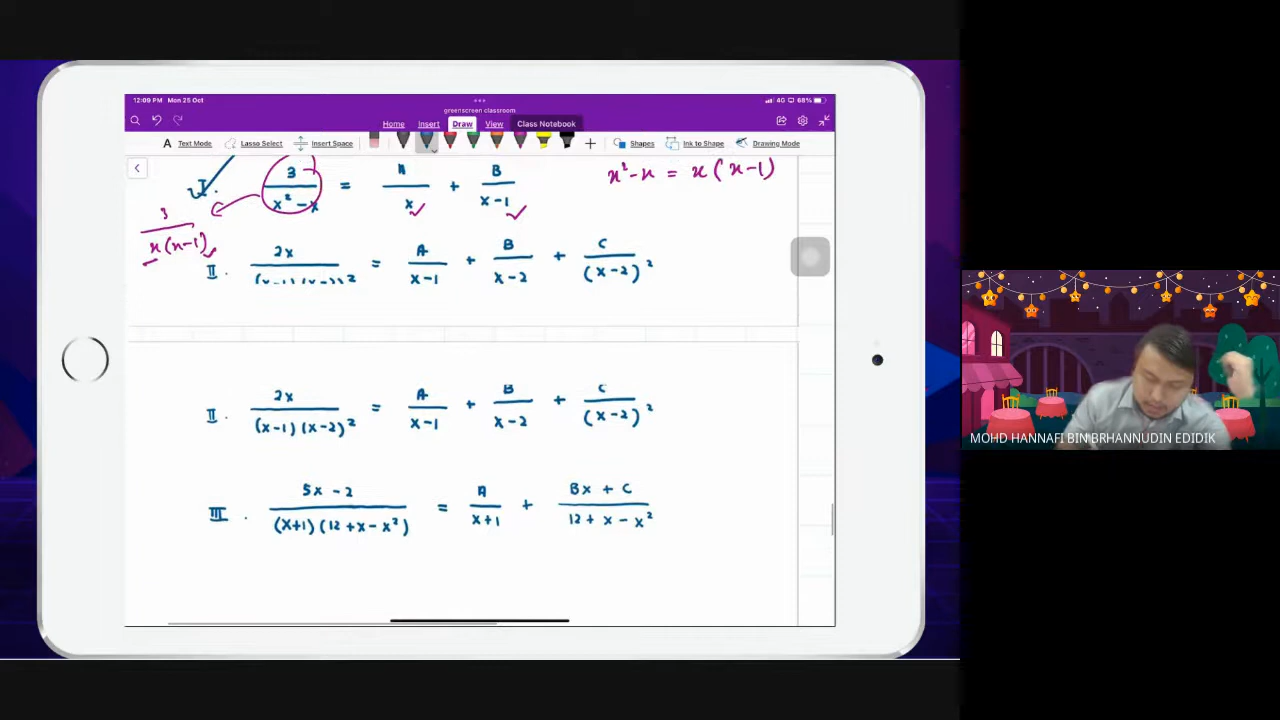 12:09 PM Mon 25 Oct
4G 68%
greenscreen classroom
Home Insert Draw View Class Notebook
A Text Mode Lasso Select Insert Space Shapes Ink to Shape Drawing Mode
I. 3/(x² - x) = A/x + B/(x-1)
x² - x = x(x-1)
3/(x(x-1))
II. 2x/((x-1)(x-2)² = A/(x-1) + B/(x-2) + C/(x-2)²
II. 2x/((x-1)(x-2)²) = A/(x-1) + B/(x-2) + C/(x-2)²
III. (5x - 2)/((x+1)(12 + x - x²)) = A/(x+1) + (Bx + C)/(12 + x - x²)
MOHD HANNAFI BIN BRHANNUDIN EDIDIK